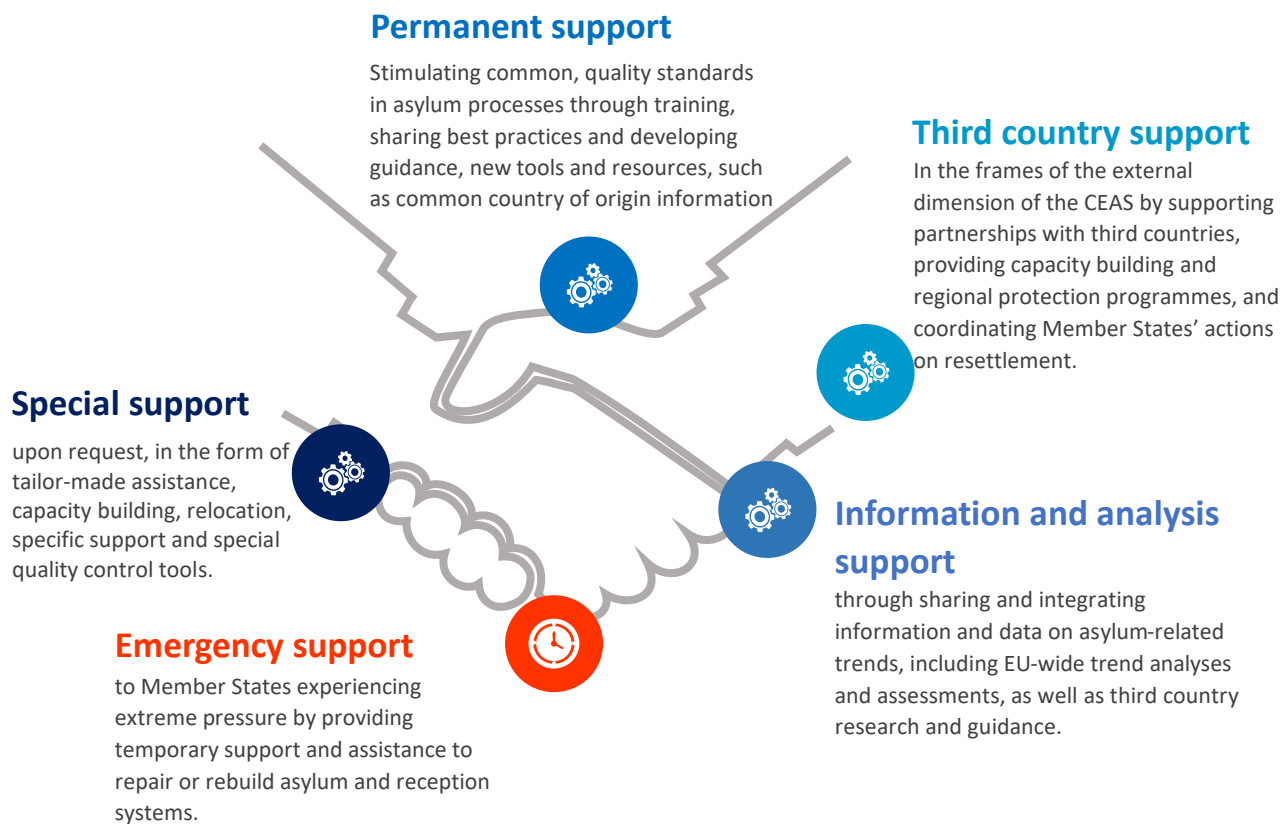 Permanent support
Stimulating common, quality standards
in asylum processes through training,
sharing best practices and developing
guidance, new tools and resources, such
as common country of origin information
Third country support
In the frames of the external
dimension of the CEAS by supporting
partnerships with third countries,
providing capacity building and
regional protection programmes, and
coordinating Member States’ actions
on resettlement.
Special support
upon request, in the form of
tailor-made assistance,
capacity building, relocation,
specific support and special
quality control tools.
Information and analysis
support
through sharing and integrating
information and data on asylum-related
trends, including EU-wide trend analyses
and assessments, as well as third country
research and guidance.
Emergency support
to Member States experiencing
extreme pressure by providing
temporary support and assistance to
repair or rebuild asylum and reception
systems.